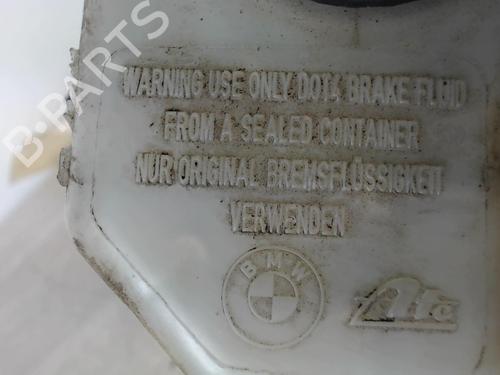 B-PARTS
WARNING USE ONLY DOT4 BRAKE FLUID
FROM A SEALED CONTAINER
NUR ORIGINAL BREMSFLÜSSIGKEIT
VERWENDEN
BMW
Ate